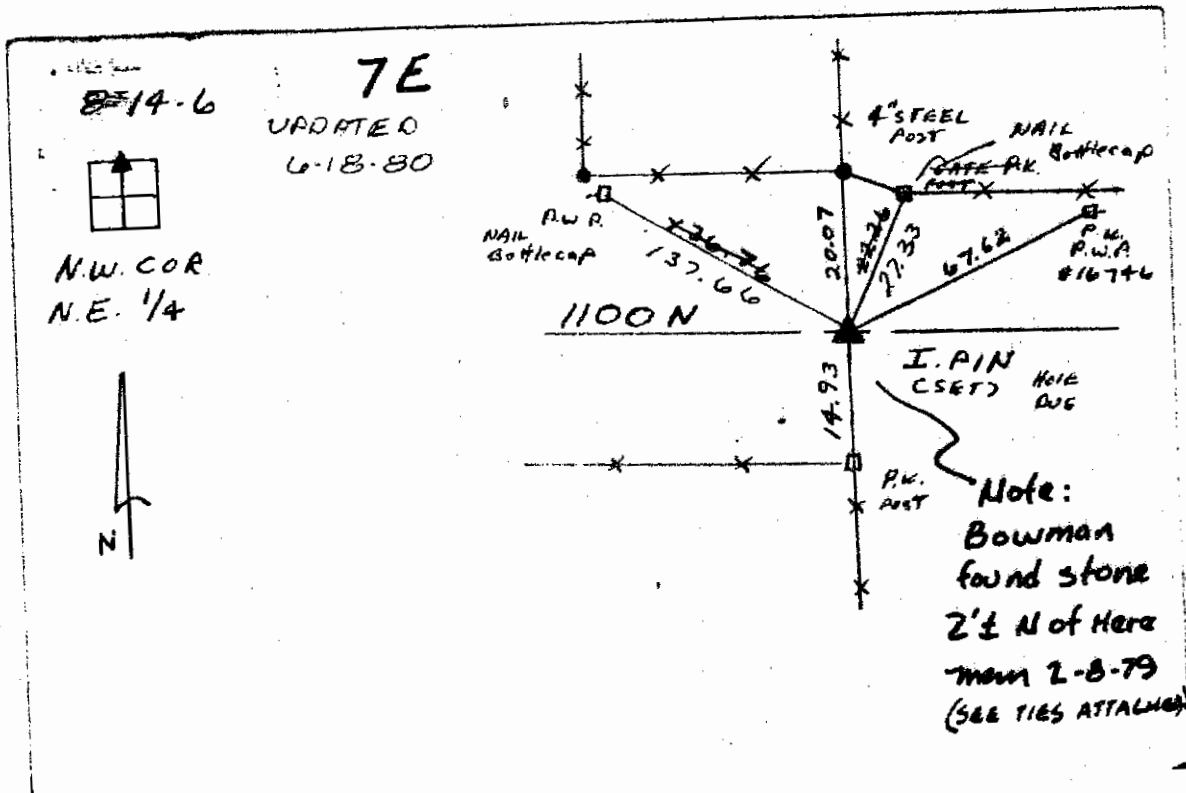 7E
8-14-6
UPDATED
6-18-80
N.W. COR
N.E. 1/4
N
4" STEEL
POST
NAIL
Bottlecap
GATE P.K.
POST
P.W.P.
NAIL
Bottlecap
137.66
20.07
27.33
67.62
P.K.
P.W.P.
#16746
1100 N
I. PIN
(SET)
HOLE
DUG
14.93
P.K.
POST
Note:
Bowman
found stone
2'± N of Here
2-8-79
(SEE TIES ATTACHED)